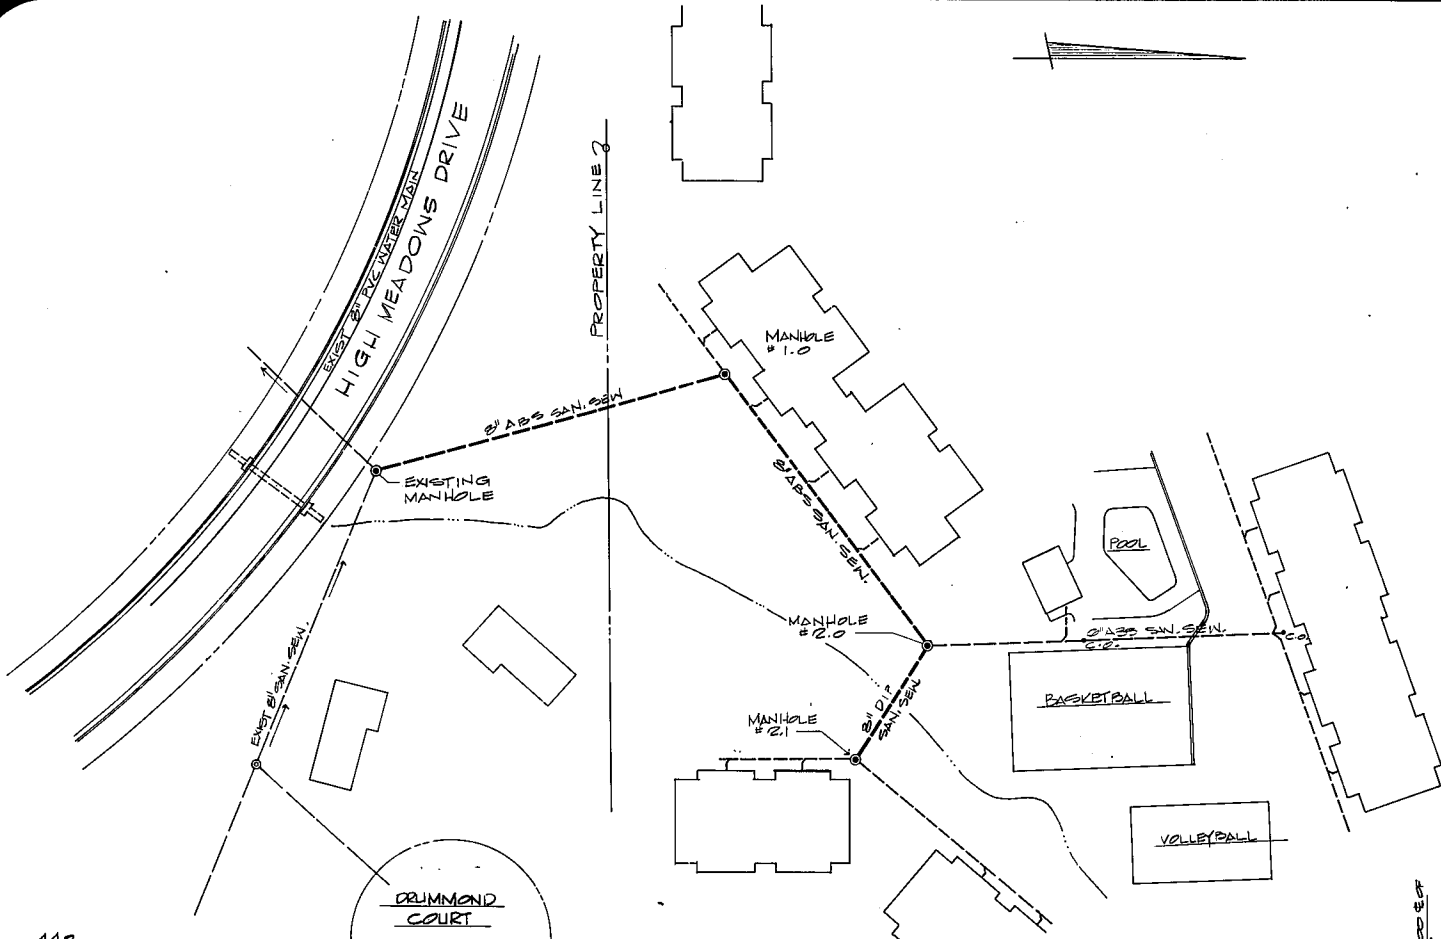 EXIST 8" PVC WATER MAIN
HIGH MEADOWS DRIVE
PROPERTY LINE
MANHOLE
# 1.0
8" ABS SAN. SEW
EXISTING
MANHOLE
8" ABS SAN. SEW.
POOL
MANHOLE
# 2.0
8" ABS SAN. SEW.
C.O.
C.O.
EXIST 8" SAN. SEW.
BASKETBALL
8" DIP
SAN. SEW
MANHOLE
# 2.1
VOLLEYBALL
DRUMMOND
COURT